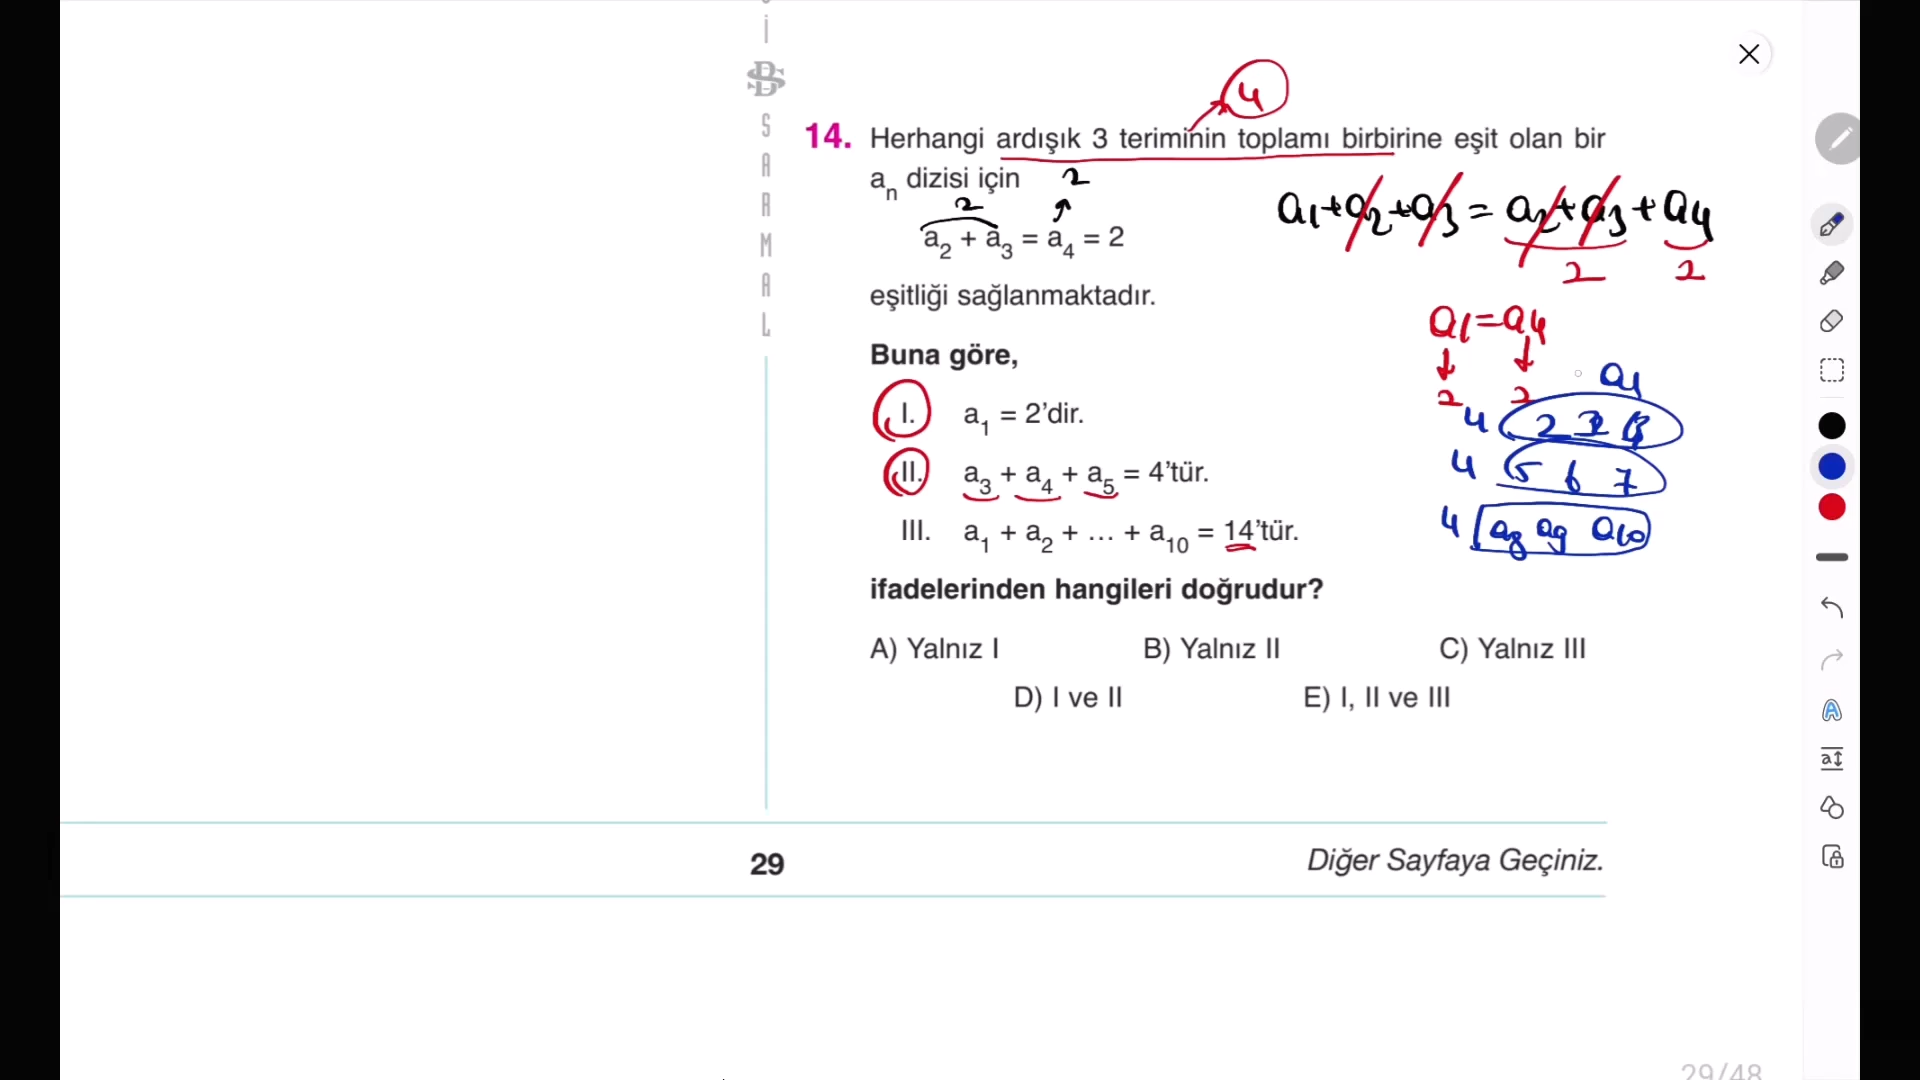 İ
S
A
R
M
A
L
4
14. Herhangi ardışık 3 teriminin toplamı birbirine eşit olan bir
aₙ dizisi için
2
2
a₂ + a₃ = a₄ = 2
a₁+a₂+a₃ = a₂+a₃+a₄
2 2
eşitliği sağlanmaktadır.
a₁=a₄
2 2
Buna göre,
a₁
I. a₁ = 2'dir.
4 2 3
II. a₃ + a₄ + a₅ = 4'tür.
4 5 6 7
III. a₁ + a₂ + ... + a₁₀ = 14'tür.
4 a₈ a₉ a₁₀
ifadelerinden hangileri doğrudur?
A) Yalnız I B) Yalnız II C) Yalnız III
D) I ve II E) I, II ve III
29 Diğer Sayfaya Geçiniz.
29/48